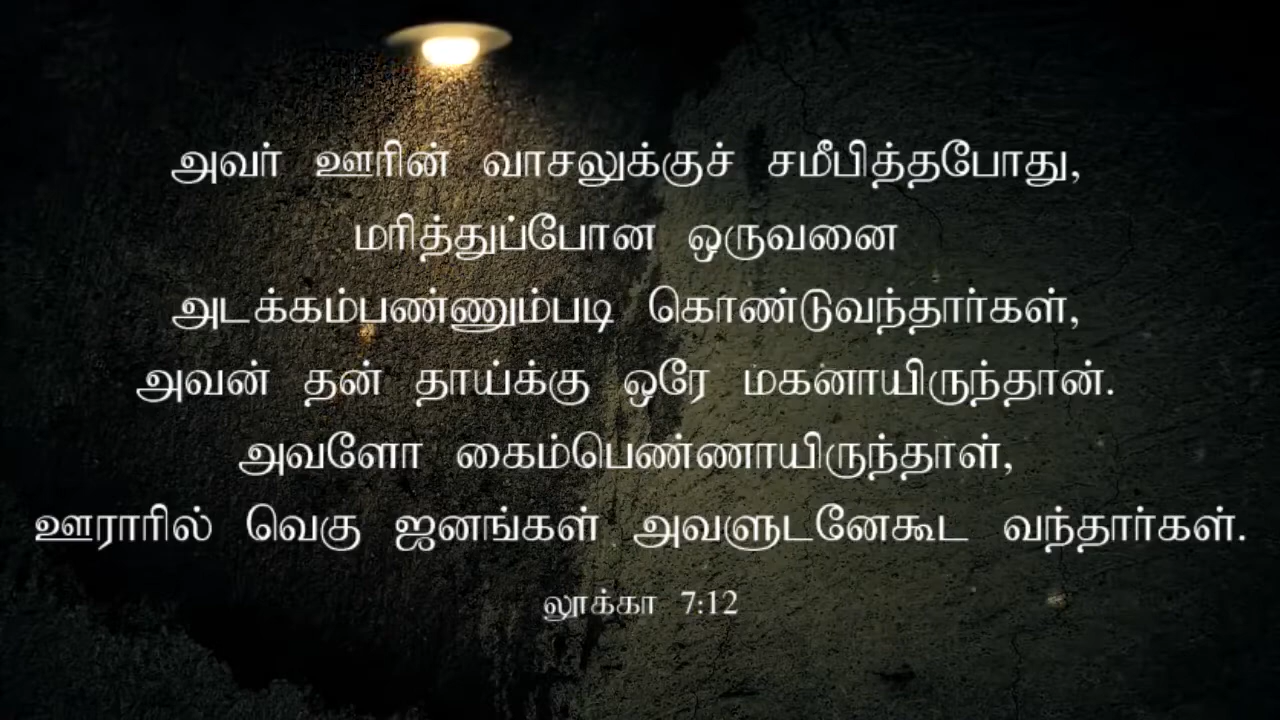 அவர் ஊரின் வாசலுக்குச் சமீபித்தபோது,
மரித்துப்போன ஒருவனை
அடக்கம்பண்ணும்படி கொண்டுவந்தார்கள்,
அவன் தன் தாய்க்கு ஒரே மகனாயிருந்தான்.
அவளோ கைம்பெண்ணாயிருந்தாள்,
ஊராரில் வெகு ஜனங்கள் அவளுடனேகூட வந்தார்கள்.
லூக்கா 7:12